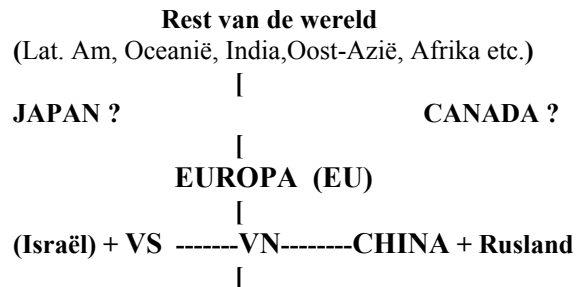 Rest van de wereld
(Lat. Am, Oceanië, India,Oost-Azië, Afrika etc.)
[
JAPAN ? CANADA ?
[
EUROPA (EU)
[
(Israël) + VS -------VN--------CHINA + Rusland
[